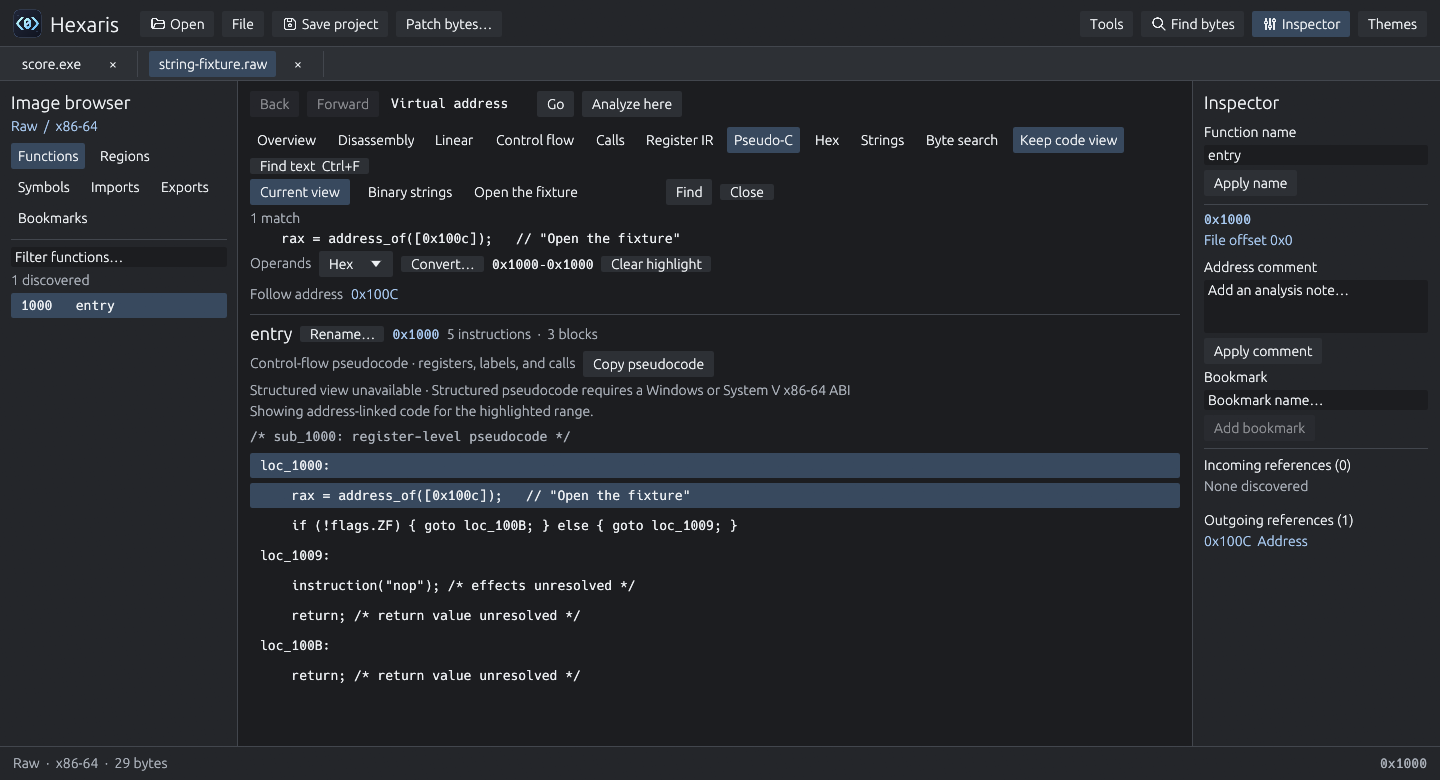 Hexaris Open File Save project Patch bytes… Tools Find bytes Inspector Themes
score.exe × string-fixture.raw ×
Image browser
Raw / x86-64
Functions Regions
Symbols Imports Exports
Bookmarks
Filter functions…
1 discovered
1000 entry
Back Forward Virtual address Go Analyze here
Overview Disassembly Linear Control flow Calls Register IR Pseudo-C Hex Strings Byte search Keep code view
Find text Ctrl+F
Current view Binary strings Open the fixture Find Close
1 match
rax = address_of([0x100c]); // "Open the fixture"
Operands Hex Convert… 0x1000-0x1000 Clear highlight
Follow address 0x100C
entry Rename… 0x1000 5 instructions · 3 blocks
Control-flow pseudocode · registers, labels, and calls Copy pseudocode
Structured view unavailable · Structured pseudocode requires a Windows or System V x86-64 ABI
Showing address-linked code for the highlighted range.
/* sub_1000: register-level pseudocode */
loc_1000:
rax = address_of([0x100c]); // "Open the fixture"
if (!flags.ZF) { goto loc_100B; } else { goto loc_1009; }
loc_1009:
instruction("nop"); /* effects unresolved */
return; /* return value unresolved */
loc_100B:
return; /* return value unresolved */
Inspector
Function name
entry
Apply name
0x1000
File offset 0x0
Address comment
Add an analysis note…
Apply comment
Bookmark
Bookmark name…
Add bookmark
Incoming references (0)
None discovered
Outgoing references (1)
0x100C Address
Raw · x86-64 · 29 bytes 0x1000